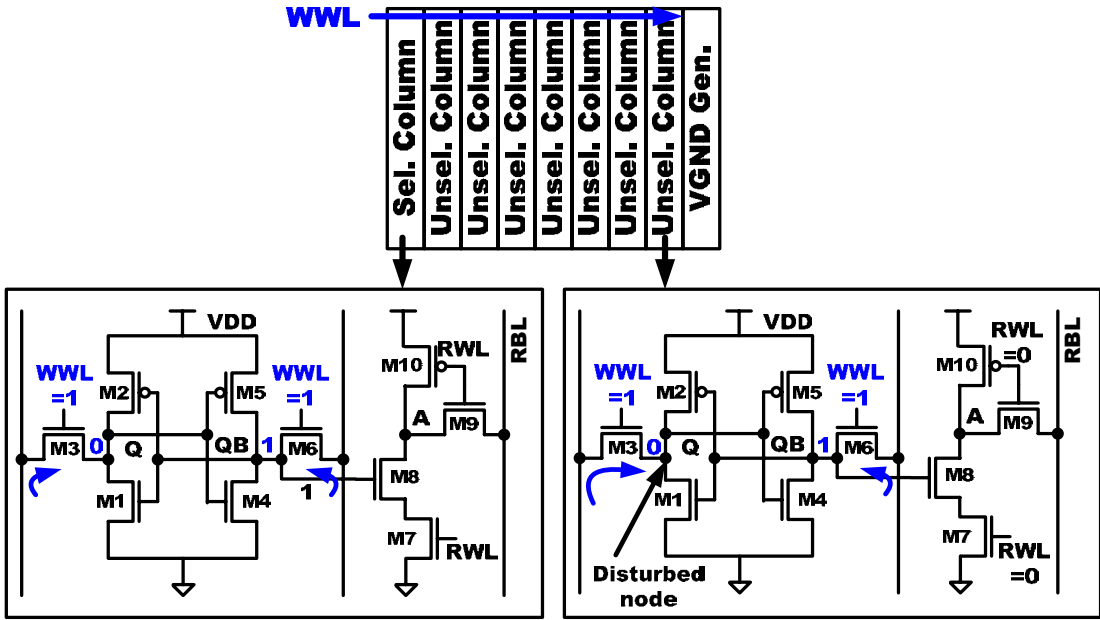 WWL
Sel. Column
Unsel. Column
Unsel. Column
Unsel. Column
Unsel. Column
Unsel. Column
Unsel. Column
Unsel. Column
VGND Gen.
VDD
RBL
M10
RWL
WWL
=1
M2
M5
WWL
=1
A
M9
M3
0
Q
QB
1
M6
M8
M1
M4
1
M7
RWL
VDD
RBL
RWL
=0
M10
WWL
=1
M2
M5
WWL
=1
A
M9
M3
0
Q
QB
1
M6
M8
M1
M4
M7
RWL
=0
Disturbed
node